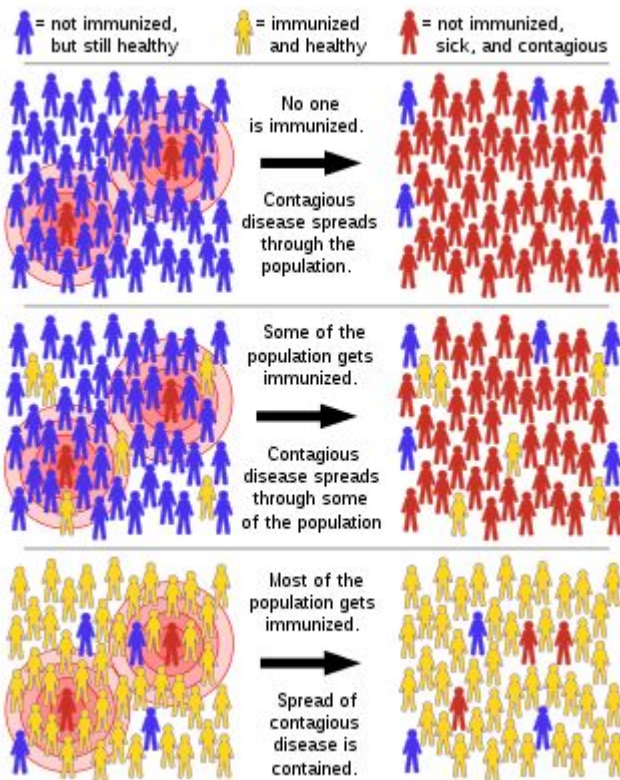 = not immunized,
but still healthy
= immunized
and healthy
= not immunized,
sick, and contagious
No one
is immunized.
Contagious
disease spreads
through the
population.
Some of the
population gets
immunized.
Contagious
disease spreads
through some
of the population
Most of the
population gets
immunized.
Spread of
contagious
disease is
contained.